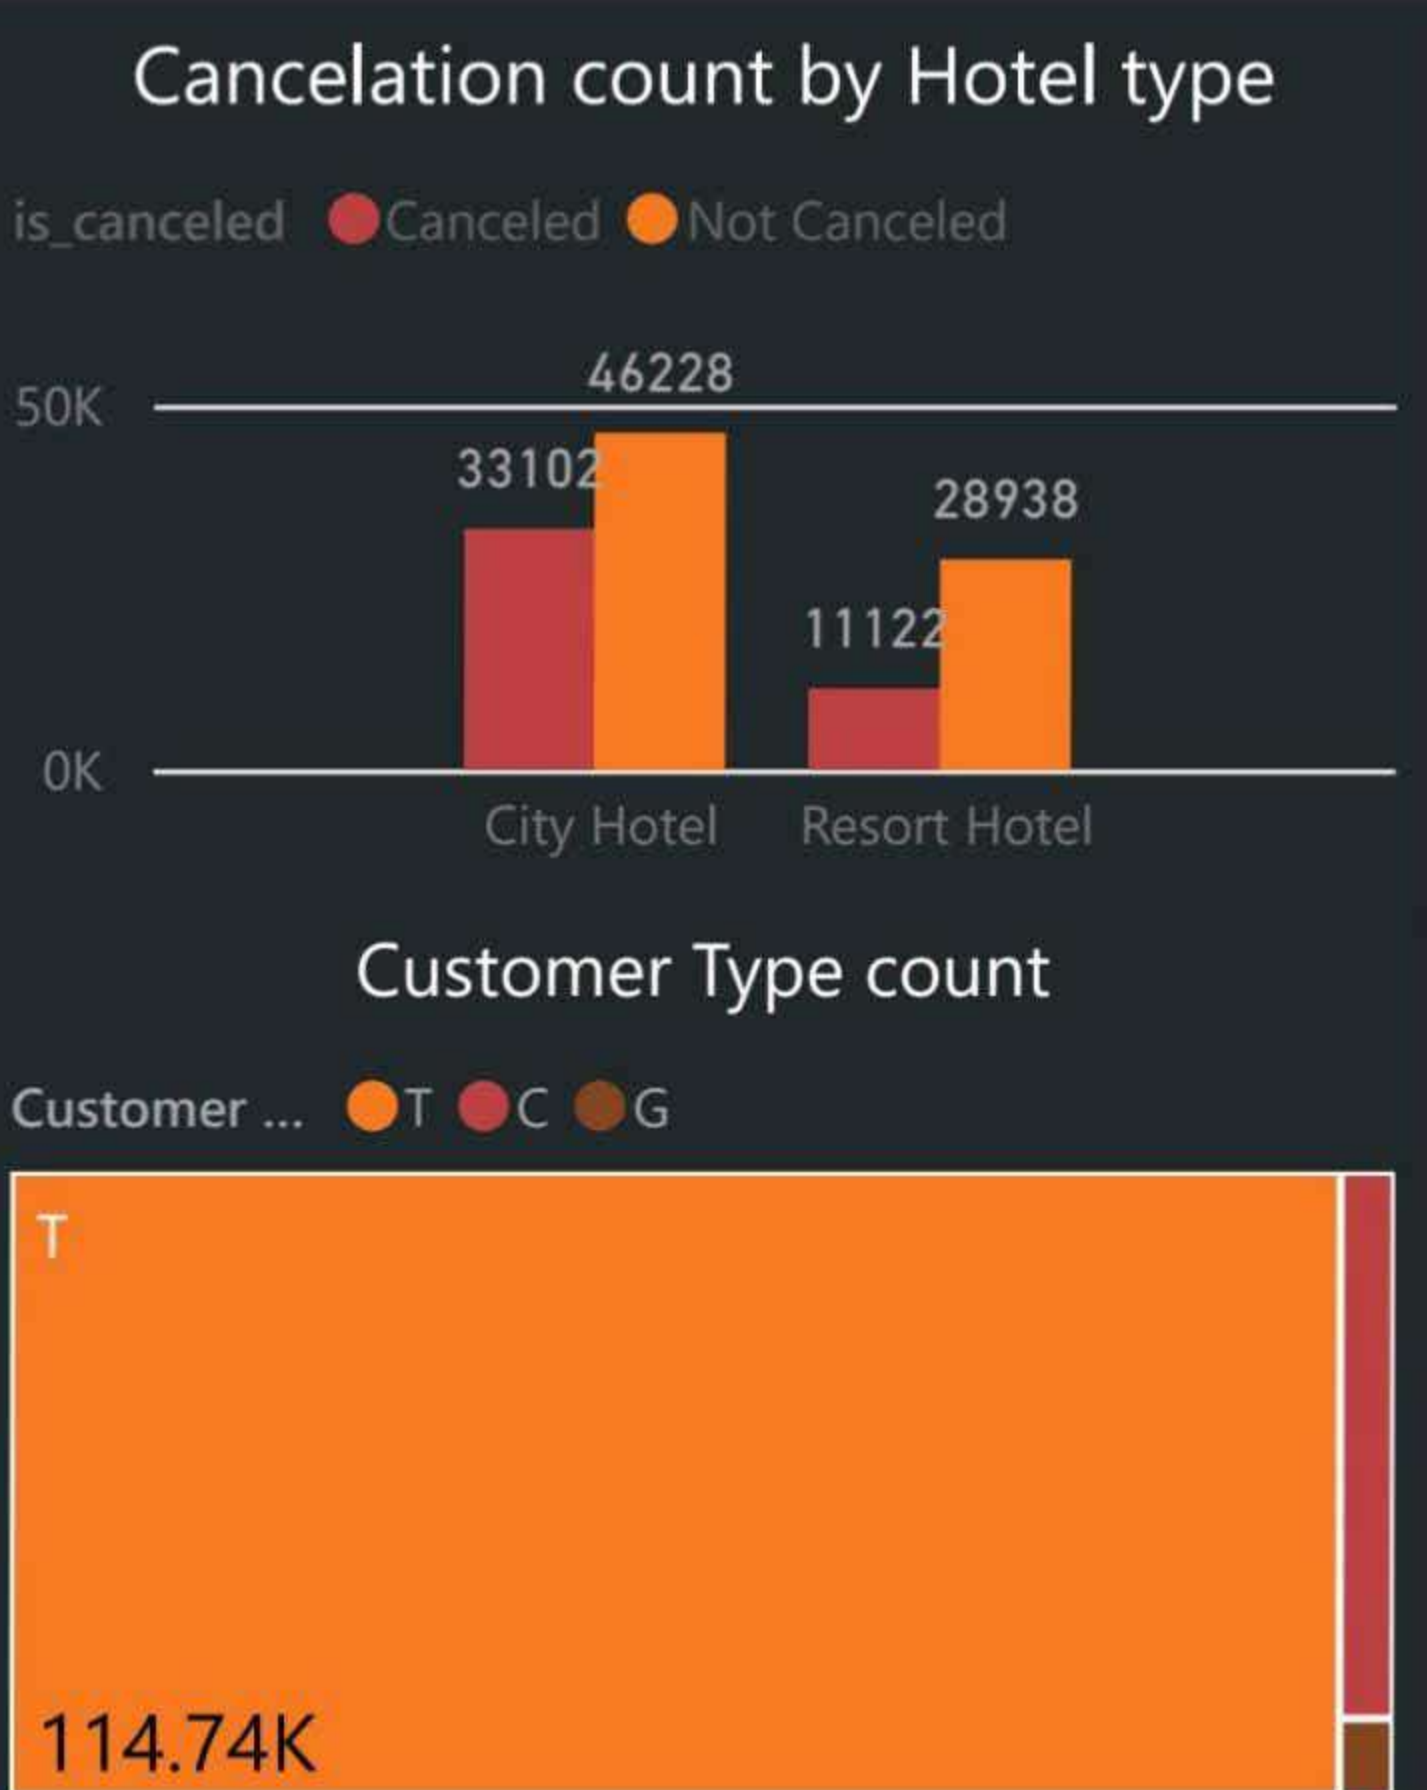 Cancelation count by Hotel type
is_canceled Canceled Not Canceled
46228
50K
33102
28938
11122
0K
City Hotel Resort Hotel
Customer Type count
Customer ... T C G
T
114.74K